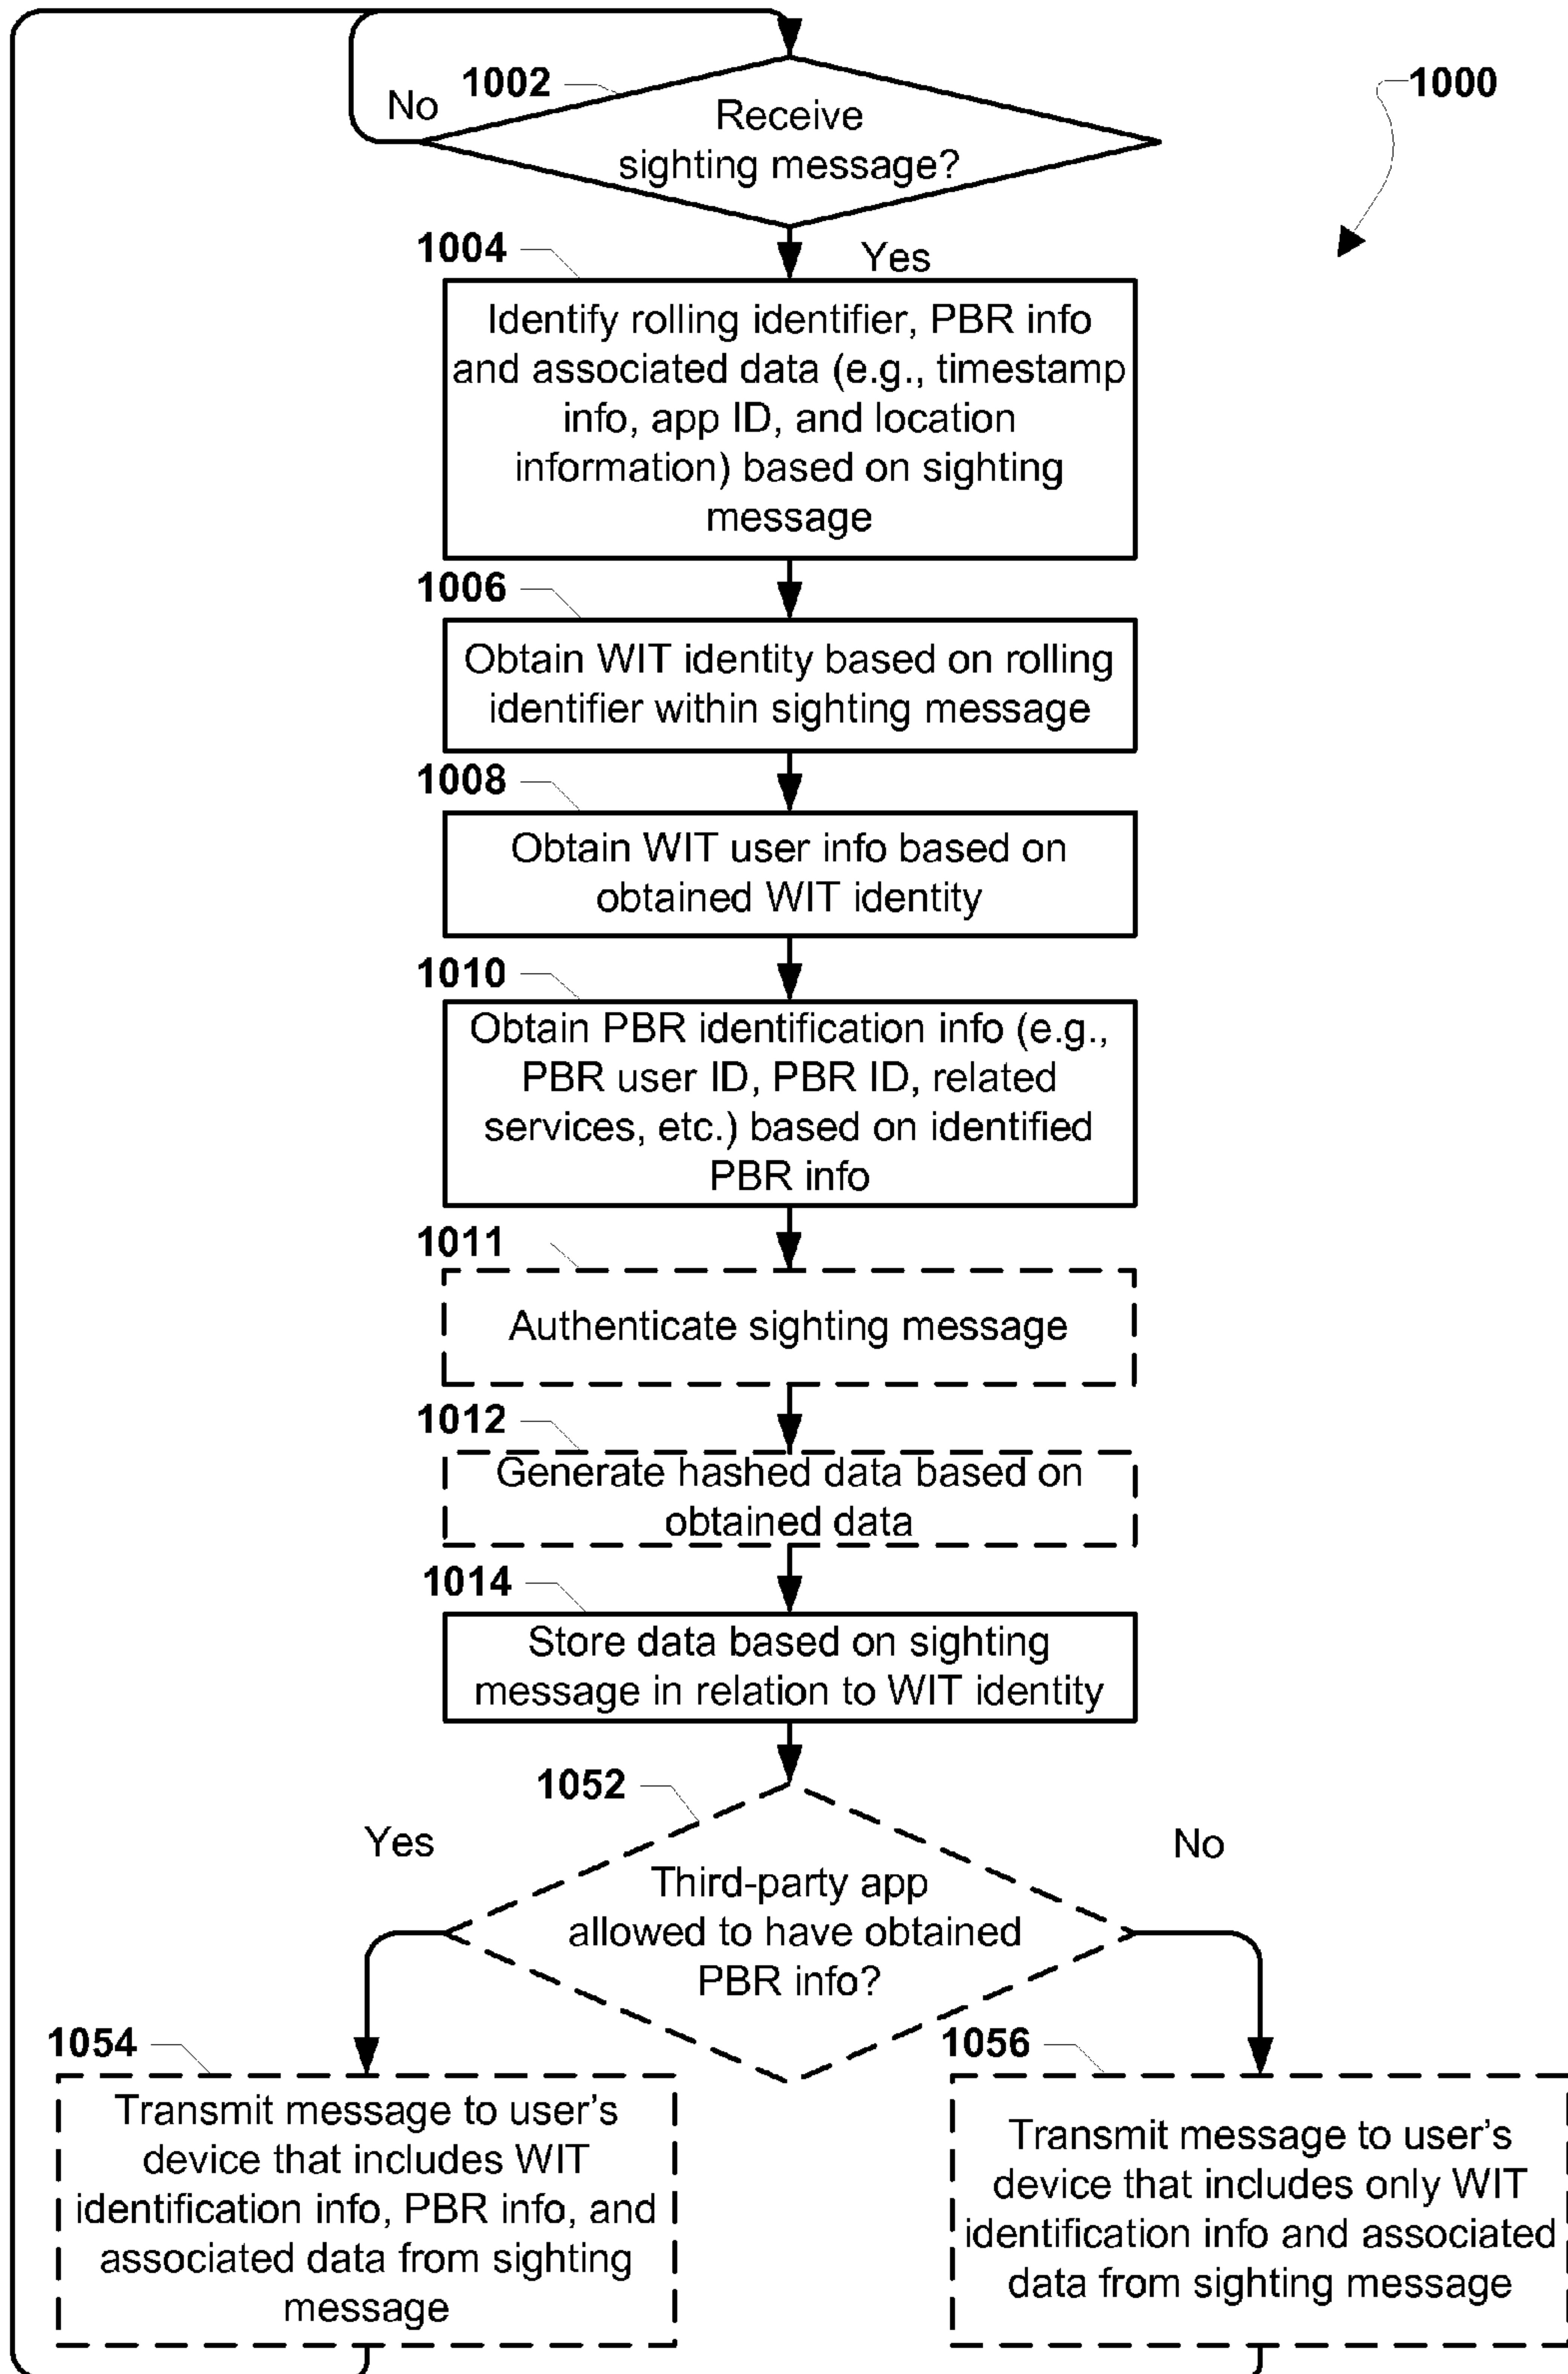 1002
1000
No
Receive
sighting message?
1004
Yes
Identify rolling identifier, PBR info
and associated data (e.g., timestamp
info, app ID, and location
information) based on sighting
message
1006
Obtain WIT identity based on rolling
identifier within sighting message
1008
Obtain WIT user info based on
obtained WIT identity
1010
Obtain PBR identification info (e.g.,
PBR user ID, PBR ID, related
services, etc.) based on identified
PBR info
1011
Authenticate sighting message
1012
Generate hashed data based on
obtained data
1014
Store data based on sighting
message in relation to WIT identity
1052
Yes
No
Third-party app
allowed to have obtained
PBR info?
1054
Transmit message to user's
device that includes WIT
identification info, PBR info, and
associated data from sighting
message
1056
Transmit message to user's
device that includes only WIT
identification info and associated
data from sighting message